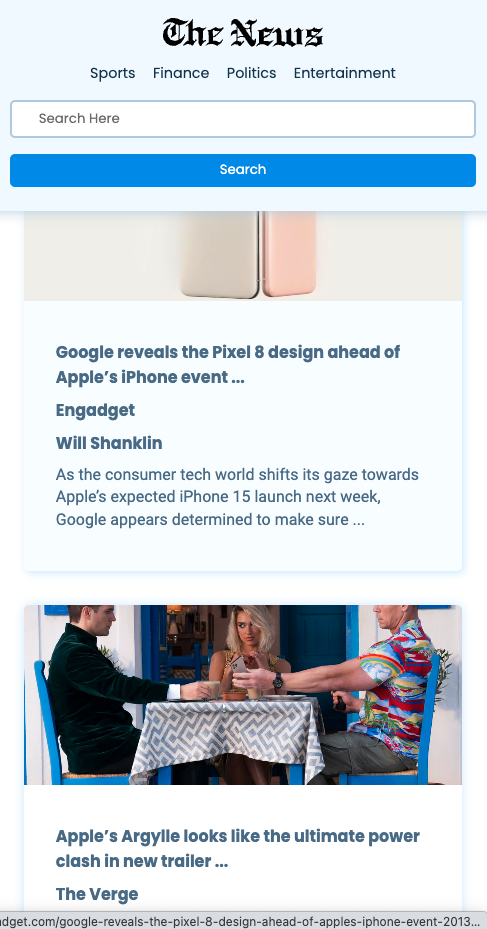 The News
Sports Finance Politics Entertainment
Search Here
Search
Google reveals the Pixel 8 design ahead of
Apple’s iPhone event ...
Engadget
Will Shanklin
As the consumer tech world shifts its gaze towards
Apple’s expected iPhone 15 launch next week,
Google appears determined to make sure ...
Apple’s Argylle looks like the ultimate power
clash in new trailer ...
The Verge
dget.com/google-reveals-the-pixel-8-design-ahead-of-apples-iphone-event-2013...